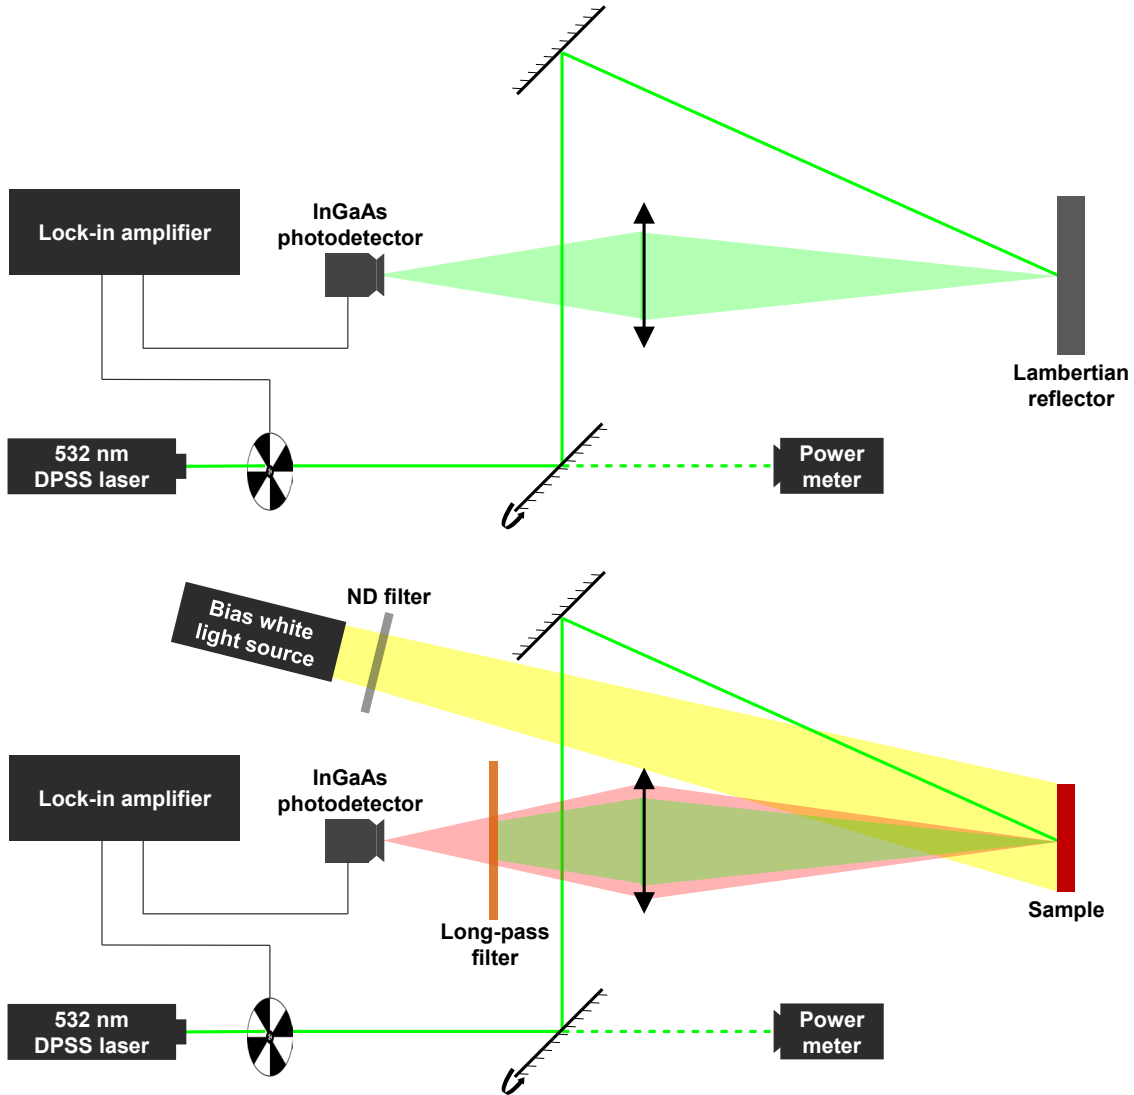 InGaAs
photodetector
Lock-in amplifier
Lambertian
reflector
532 nm
DPSS laser
Power
meter
Bias white
light source
ND filter
InGaAs
photodetector
Lock-in amplifier
Long-pass
filter
Sample
532 nm
DPSS laser
Power
meter